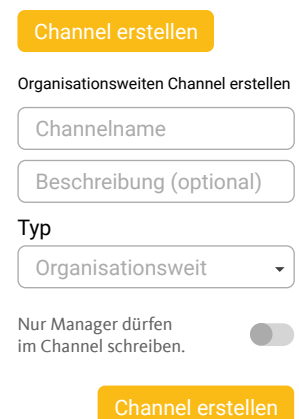 Channel erstellen
Organisationsweiten Channel erstellen
Channelname
Beschreibung (optional)
Typ
Organisationsweit
Nur Manager dürfen
im Channel schreiben.
Channel erstellen